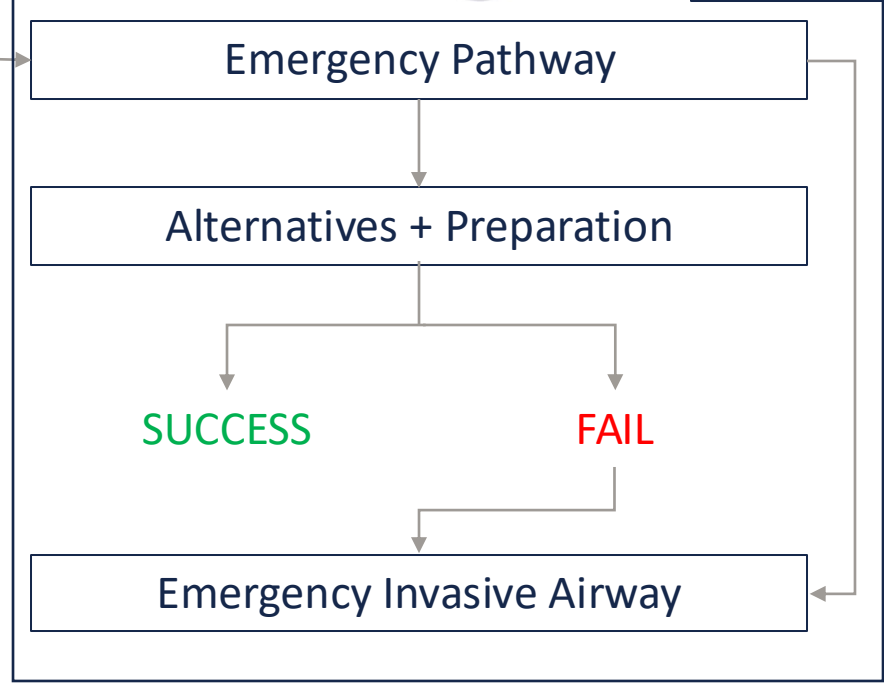 Emergency Pathway
Alternatives + Preparation
SUCCESS
FAIL
Emergency Invasive Airway